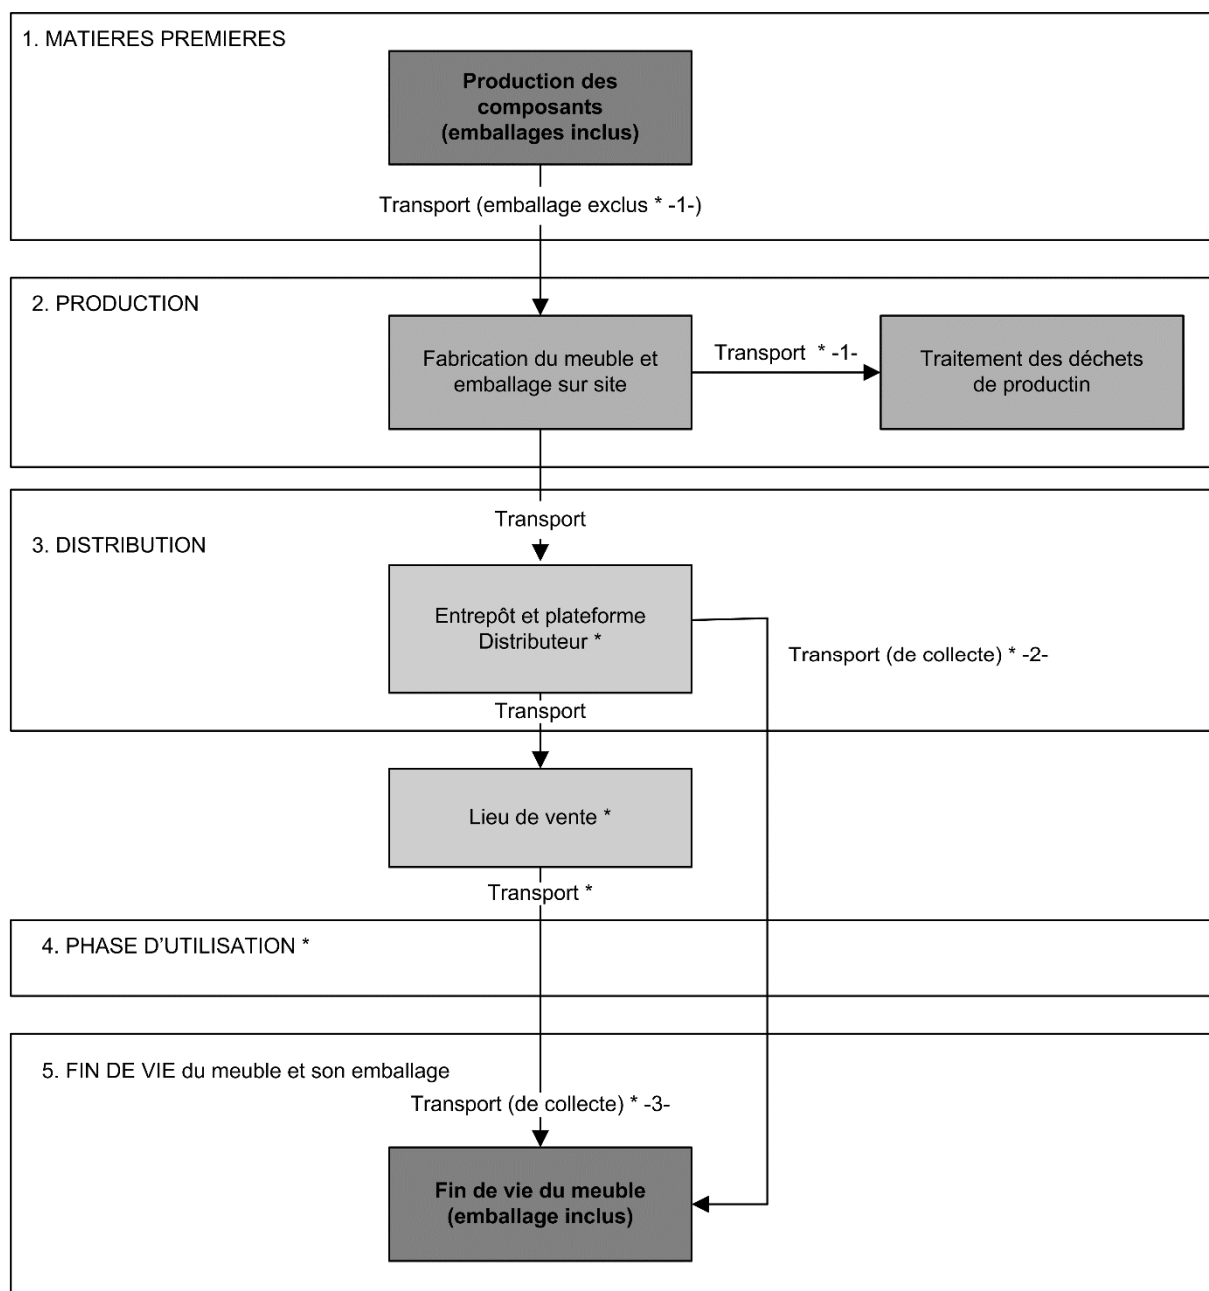 1. MATIERES PREMIERES
Production des
composants
(emballages inclus)
Transport (emballage exclus * -1-)
2. PRODUCTION
Fabrication du meuble et
emballage sur site
Transport * -1-
Traitement des déchets
de productin
Transport
3. DISTRIBUTION
Entrepôt et plateforme
Distributeur *
Transport (de collecte) * -2-
Transport
Lieu de vente *
Transport *
4. PHASE D'UTILISATION *
5. FIN DE VIE du meuble et son emballage
Transport (de collecte) * -3-
Fin de vie du meuble
(emballage inclus)